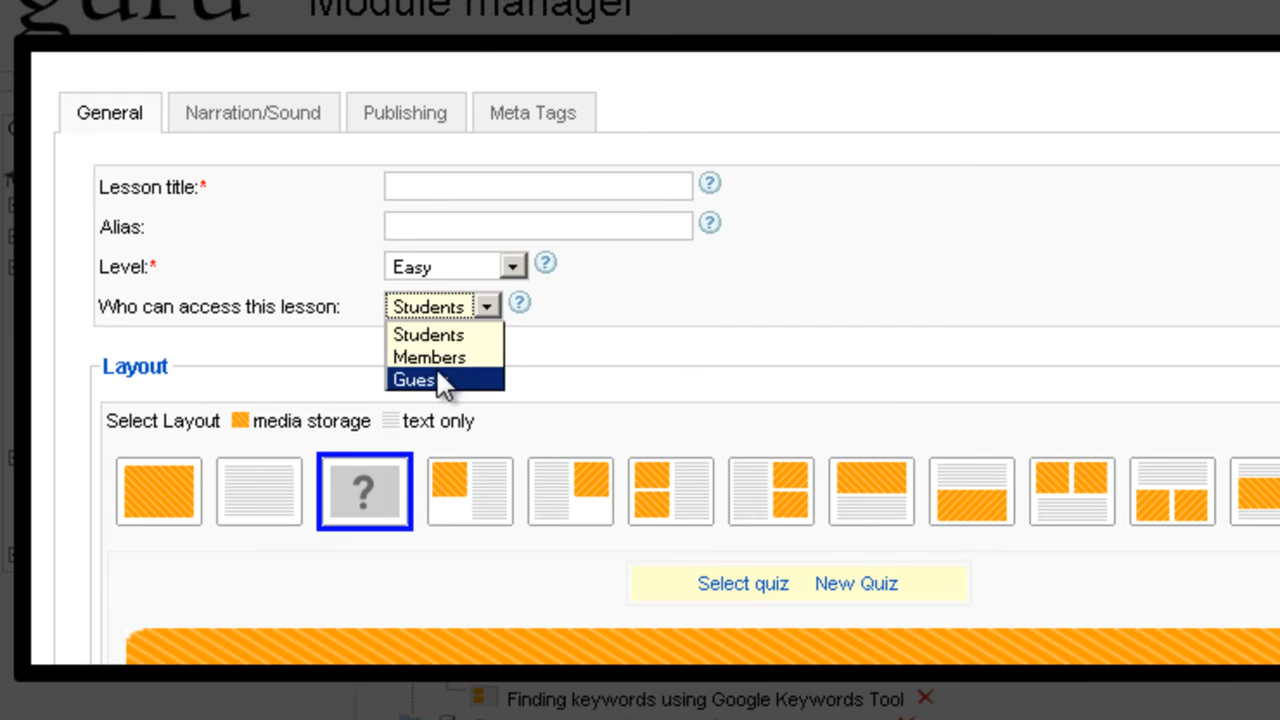 guru Module manager
General Narration/Sound Publishing Meta Tags
Lesson title:* ?
Alias: ?
Level:* Easy ?
Who can access this lesson: Students ?
Students
Members
Layout
Select Layout media storage text only
?
Select quiz New Quiz
Finding keywords using Google Keywords Tool